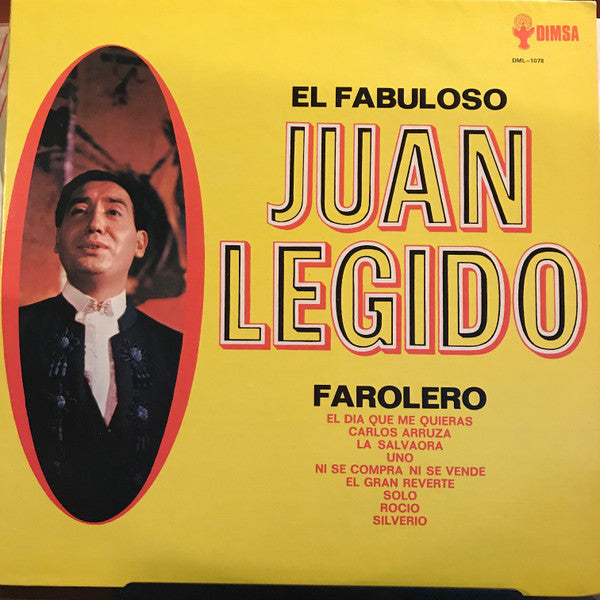 DIMSA
DML-1078
EL FABULOSO
JUAN
LEGIDO
FAROLERO
EL DIA QUE ME QUIERAS
CARLOS ARRUZA
LA SALVAORA
UNO
NI SE COMPRA NI SE VENDE
EL GRAN REVERTE
SOLO
ROCIO
SILVERIO